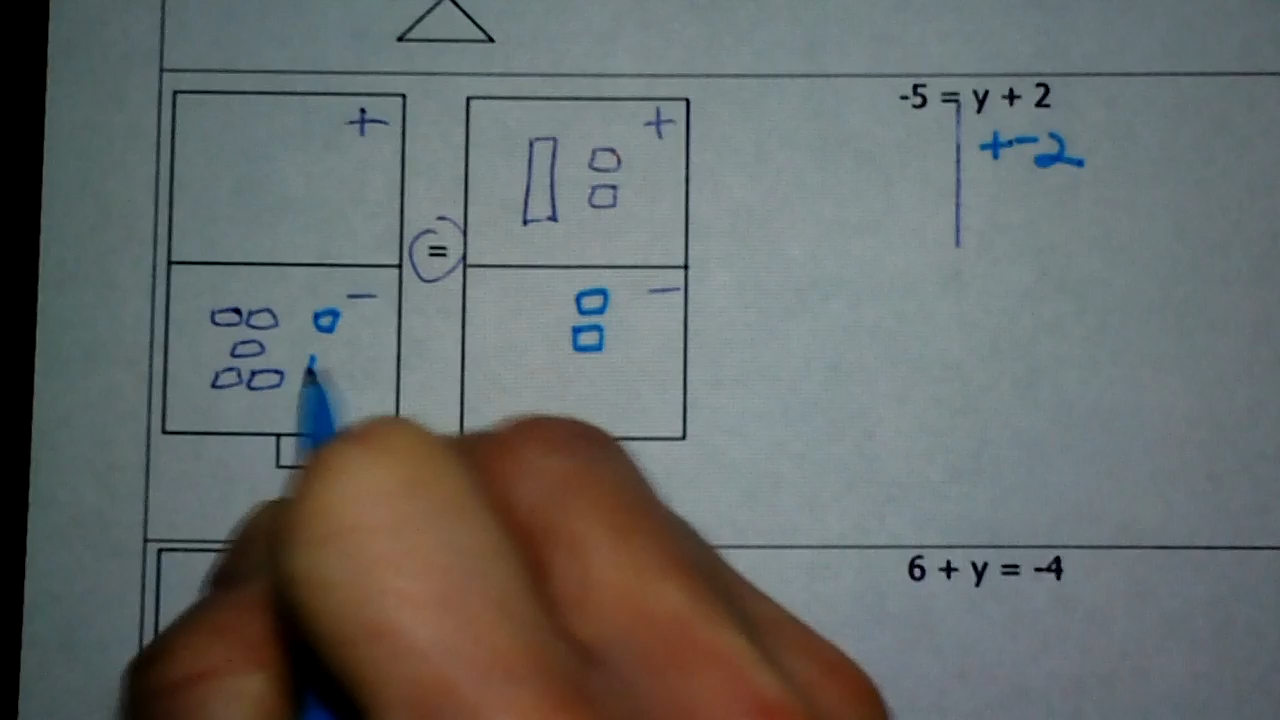 + +
-5 = y + 2
+-2
=
- -
6 + y = -4